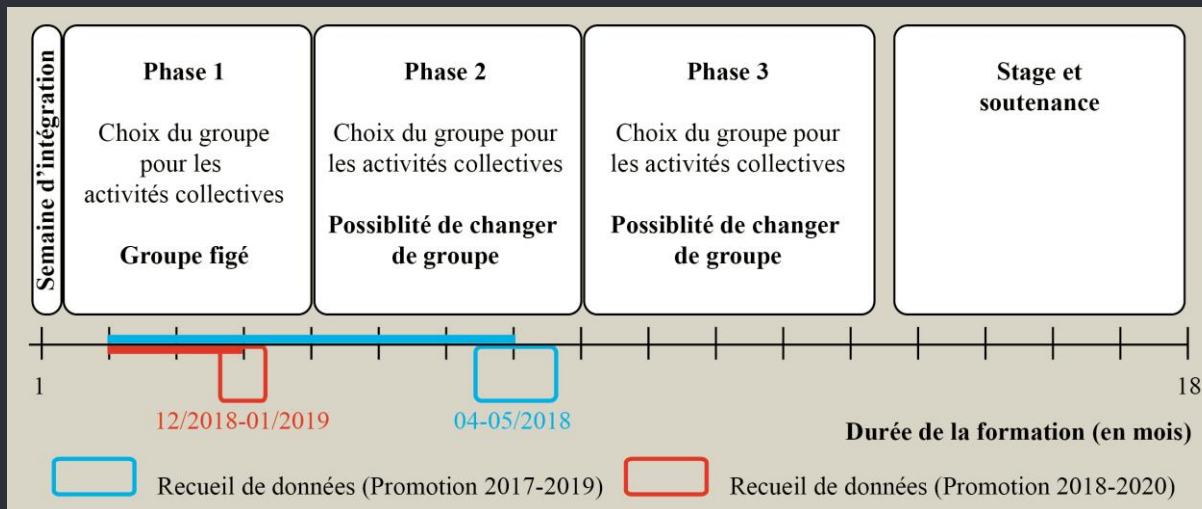 Semaine d'intégration
Phase 1
Choix du groupe
pour les
activités collectives
Groupe figé
Phase 2
Choix du groupe pour
les activités collectives
Possiblité de changer
de groupe
Phase 3
Choix du groupe pour
les activités collectives
Possiblité de changer
de groupe
Stage et
soutenance
1
18
12/2018-01/2019
04-05/2018
Durée de la formation (en mois)
Recueil de données (Promotion 2017-2019)
Recueil de données (Promotion 2018-2020)